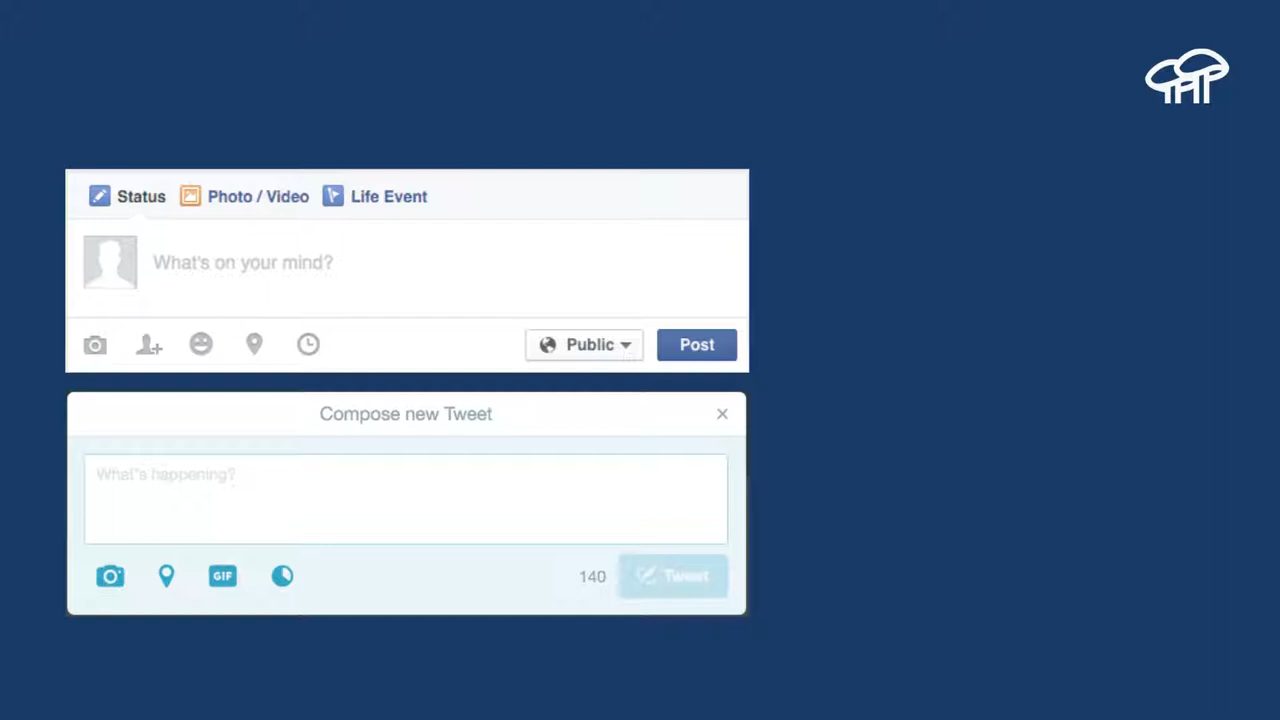 Status Photo / Video Life Event
What's on your mind?
Public Post
Compose new Tweet ×
What's happening?
GIF 140 Tweet